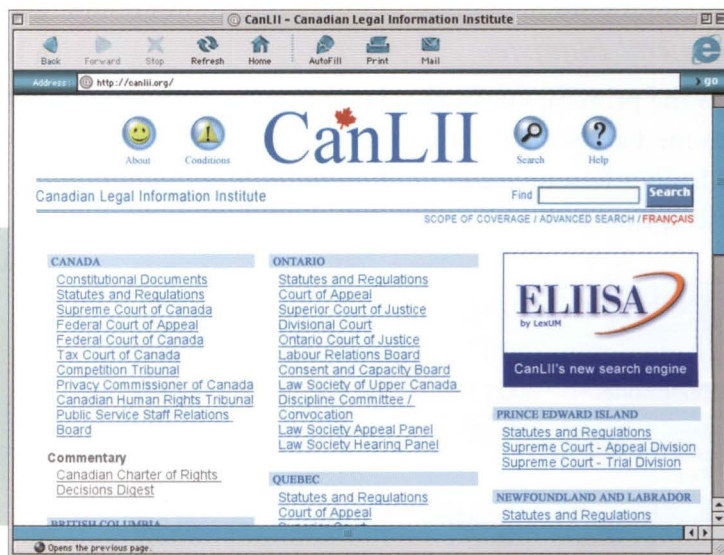 CanLII – Canadian Legal Information Institute
Back Forward Stop Refresh Home AutoFill Print Mail
Address: @ http://canlii.org/ go
CanLII
About Conditions Search Help
Canadian Legal Information Institute Find Search
SCOPE OF COVERAGE / ADVANCED SEARCH / FRANÇAIS
CANADA
Constitutional Documents
Statutes and Regulations
Supreme Court of Canada
Federal Court of Appeal
Federal Court of Canada
Tax Court of Canada
Competition Tribunal
Privacy Commissioner of Canada
Canadian Human Rights Tribunal
Public Service Staff Relations
Board
Commentary
Canadian Charter of Rights
Decisions Digest
BRITISH COLUMBIA
ONTARIO
Statutes and Regulations
Court of Appeal
Superior Court of Justice
Divisional Court
Ontario Court of Justice
Labour Relations Board
Consent and Capacity Board
Law Society of Upper Canada
Discipline Committee /
Convocation
Law Society Appeal Panel
Law Society Hearing Panel
QUEBEC
Statutes and Regulations
Court of Appeal
Superior Court
ELIISA
by LexUM
CanLII's new search engine
PRINCE EDWARD ISLAND
Statutes and Regulations
Supreme Court - Appeal Division
Supreme Court - Trial Division
NEWFOUNDLAND AND LABRADOR
Statutes and Regulations
Opens the previous page.